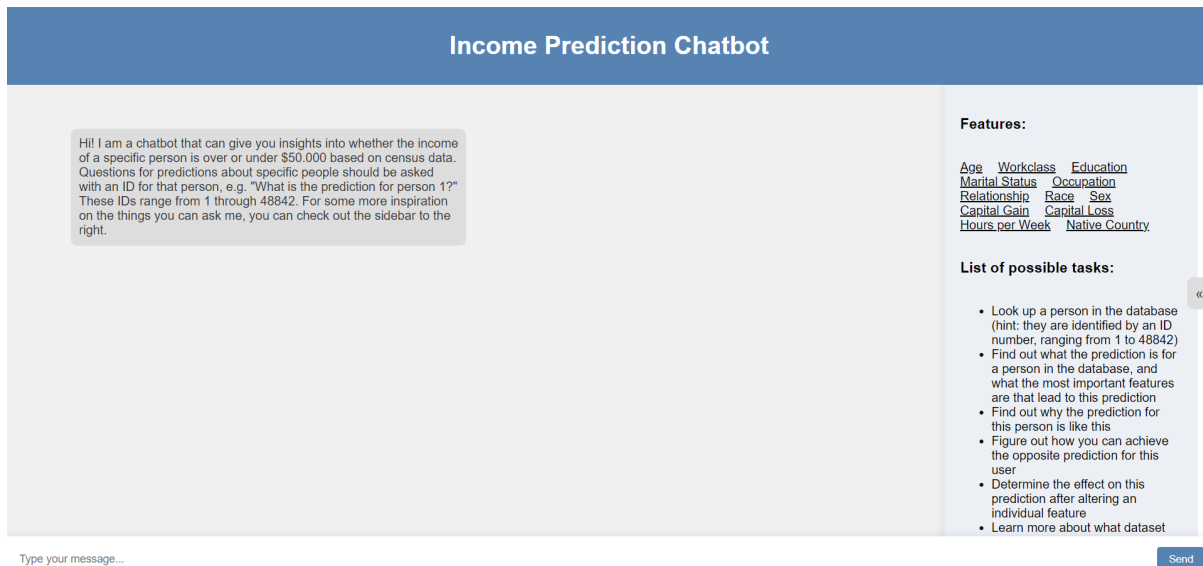 Income Prediction Chatbot
Hi! I am a chatbot that can give you insights into whether the income
of a specific person is over or under $50.000 based on census data.
Questions for predictions about specific people should be asked
with an ID for that person, e.g. "What is the prediction for person 1?"
These IDs range from 1 through 48842. For some more inspiration
on the things you can ask me, you can check out the sidebar to the
right.
Features:
Age Workclass Education
Marital Status Occupation
Relationship Race Sex
Capital Gain Capital Loss
Hours per Week Native Country
List of possible tasks:
• Look up a person in the database
(hint: they are identified by an ID
number, ranging from 1 to 48842)
• Find out what the prediction is for
a person in the database, and
what the most important features
are that lead to this prediction
• Find out why the prediction for
this person is like this
• Figure out how you can achieve
the opposite prediction for this
user
• Determine the effect on this
prediction after altering an
individual feature
• Learn more about what dataset
«
Type your message...
Send